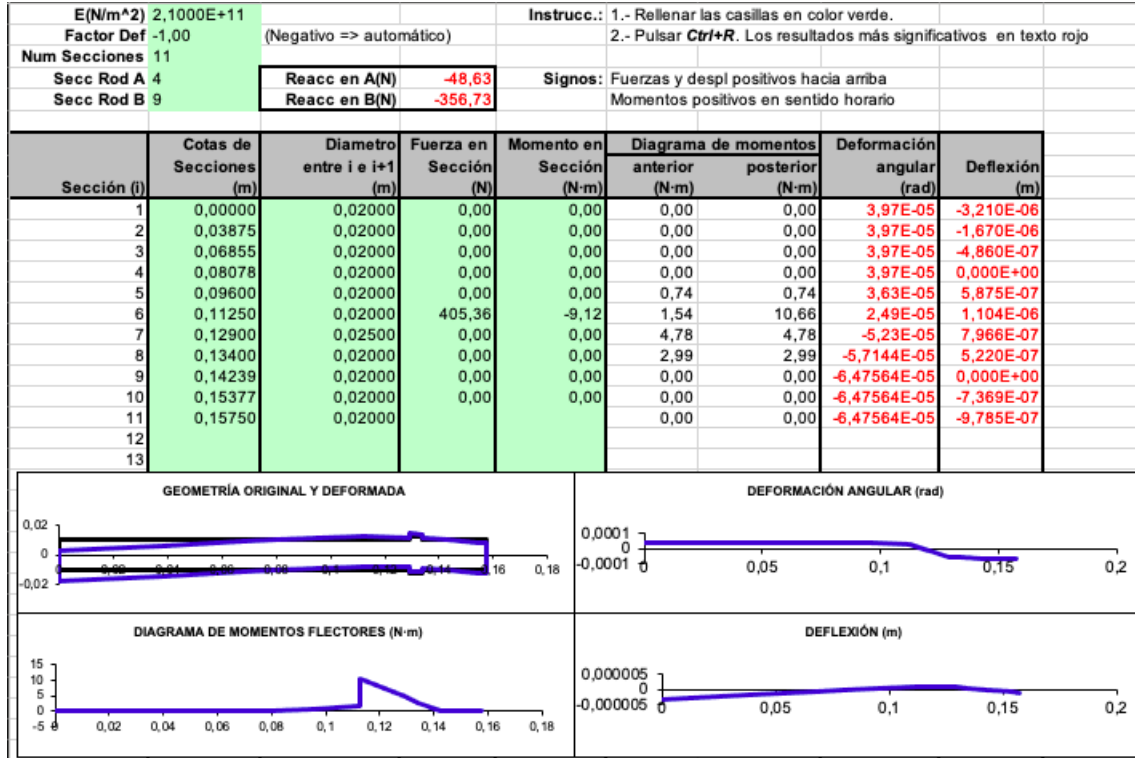 E(N/m^2) 2,1000E+11 Instrucc.: 1.- Rellenar las casillas en color verde.
Factor Def -1,00 (Negativo => automático) 2.- Pulsar Ctrl+R. Los resultados más significativos en texto rojo
Num Secciones 11
Secc Rod A 4 Reacc en A(N) -48,63 Signos: Fuerzas y despl positivos hacia arriba
Secc Rod B 9 Reacc en B(N) -356,73 Momentos positivos en sentido horario
Cotas de Diametro Fuerza en Momento en Diagrama de momentos Deformación
Secciones entre i e i+1 Sección Sección anterior posterior angular Deflexión
Sección (i) (m) (m) (N) (N·m) (N·m) (N·m) (rad) (m)
1 0,00000 0,02000 0,00 0,00 0,00 0,00 3,97E-05 -3,210E-06
2 0,03875 0,02000 0,00 0,00 0,00 0,00 3,97E-05 -1,670E-06
3 0,06855 0,02000 0,00 0,00 0,00 0,00 3,97E-05 -4,860E-07
4 0,08078 0,02000 0,00 0,00 0,00 0,00 3,97E-05 0,000E+00
5 0,09600 0,02000 0,00 0,00 0,74 0,74 3,63E-05 5,875E-07
6 0,11250 0,02000 405,36 -9,12 1,54 10,66 2,49E-05 1,104E-06
7 0,12900 0,02500 0,00 0,00 4,78 4,78 -5,23E-05 7,966E-07
8 0,13400 0,02000 0,00 0,00 2,99 2,99 -5,7144E-05 5,220E-07
9 0,14239 0,02000 0,00 0,00 0,00 0,00 -6,47564E-05 0,000E+00
10 0,15377 0,02000 0,00 0,00 0,00 0,00 -6,47564E-05 -7,369E-07
11 0,15750 0,02000 0,00 0,00 -6,47564E-05 -9,785E-07
12
13
GEOMETRÍA ORIGINAL Y DEFORMADA
0,02
0
-0,02
0 0,02 0,04 0,06 0,08 0,1 0,12 0,14 0,16 0,18
DEFORMACIÓN ANGULAR (rad)
0,0001
0
-0,0001
0 0,05 0,1 0,15 0,2
DIAGRAMA DE MOMENTOS FLECTORES (N·m)
15
10
5
0
-5
0 0,02 0,04 0,06 0,08 0,1 0,12 0,14 0,16 0,18
DEFLEXIÓN (m)
0,000005
0
-0,000005
0 0,05 0,1 0,15 0,2